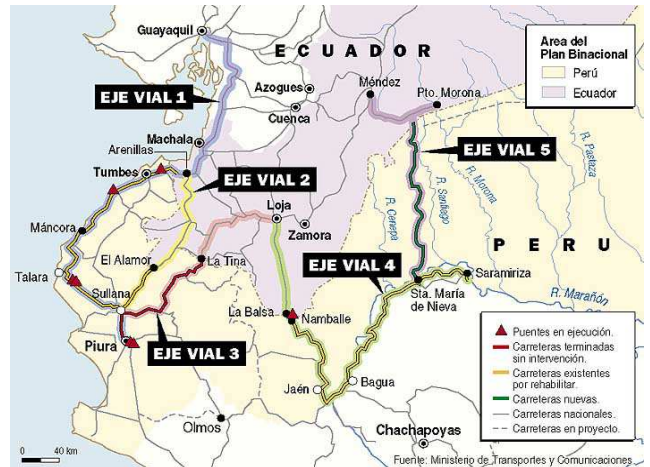 Guayaquil
ECUADOR
Area del
Plan Binacional
Perú
Ecuador
Azogues
Méndez
Pto. Morona
EJE VIAL 1
Cuenca
Machala
Arenillas
EJE VIAL 5
Tumbes
EJE VIAL 2
R. Pastaza
R. Morona
R. Santiago
R. Cenepa
Loja
Máncora
Zamora
PERU
El Alamor
La Tina
EJE VIAL 4
Saramiriza
Talara
Sullana
Sta. María
de Nieva
R. Marañón
La Balsa
Namballe
Piura
EJE VIAL 3
Puentes en ejecución.
Carreteras terminadas
sin intervención.
Carreteras existentes
por rehabilitar.
Carreteras nuevas.
Carreteras nacionales.
Carreteras en proyecto.
Jaén
Bagua
Olmos
Chachapoyas
0 40 km
Fuente: Ministerio de Transportes y Comunicaciones